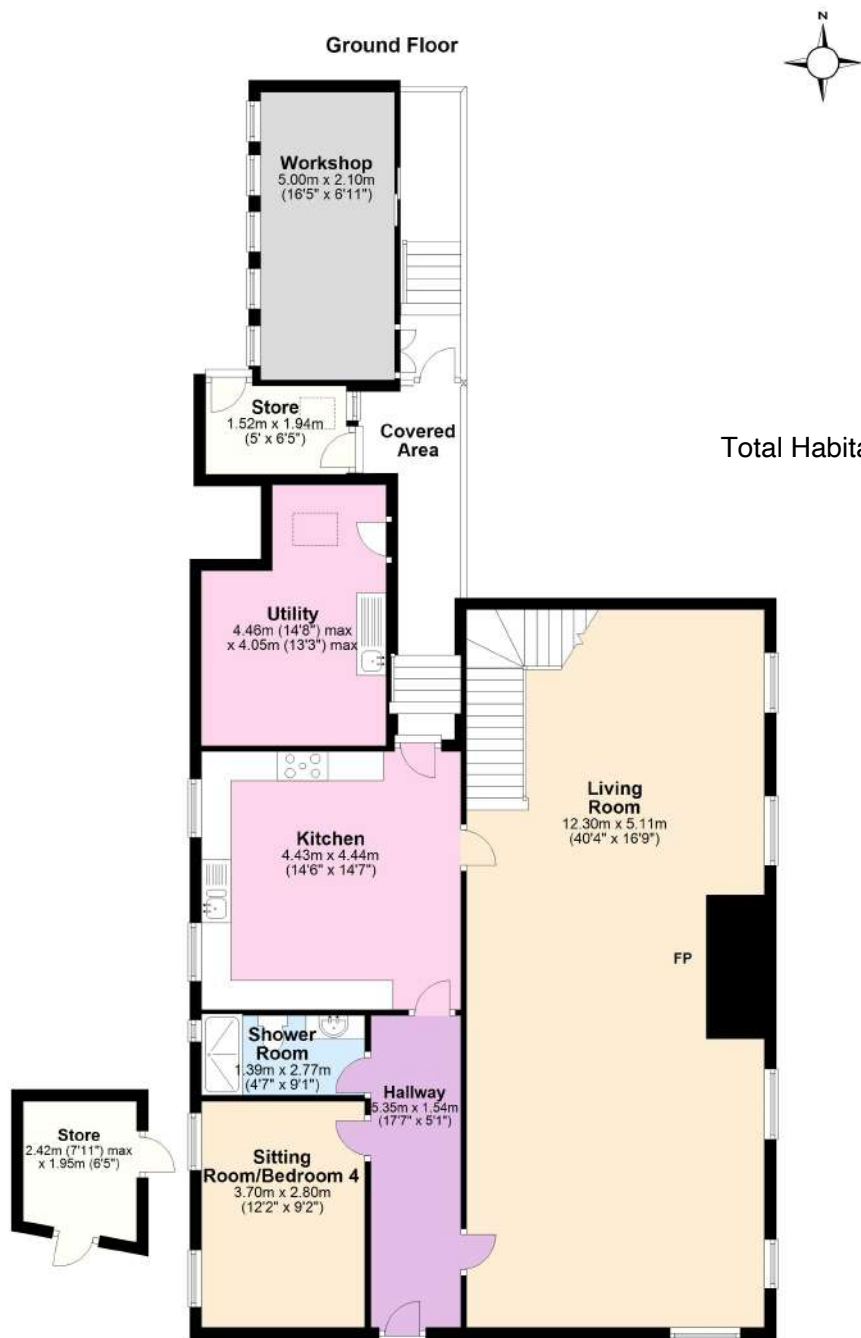 N
Ground Floor
Workshop
5.00m x 2.10m
(16'5" x 6'11")
Store
1.52m x 1.94m
(5' x 6'5")
Covered
Area
Total Habita
Utility
4.46m (14'8") max
x 4.05m (13'3") max
Living
Room
12.30m x 5.11m
(40'4" x 16'9")
Kitchen
4.43m x 4.44m
(14'6" x 14'7")
FP
Shower
Room
1.39m x 2.77m
(4'7" x 9'1")
Hallway
5.35m x 1.54m
(17'7" x 5'1")
Store
2.42m (7'11") max
x 1.95m (6'5")
Sitting
Room/Bedroom 4
3.70m x 2.80m
(12'2" x 9'2")